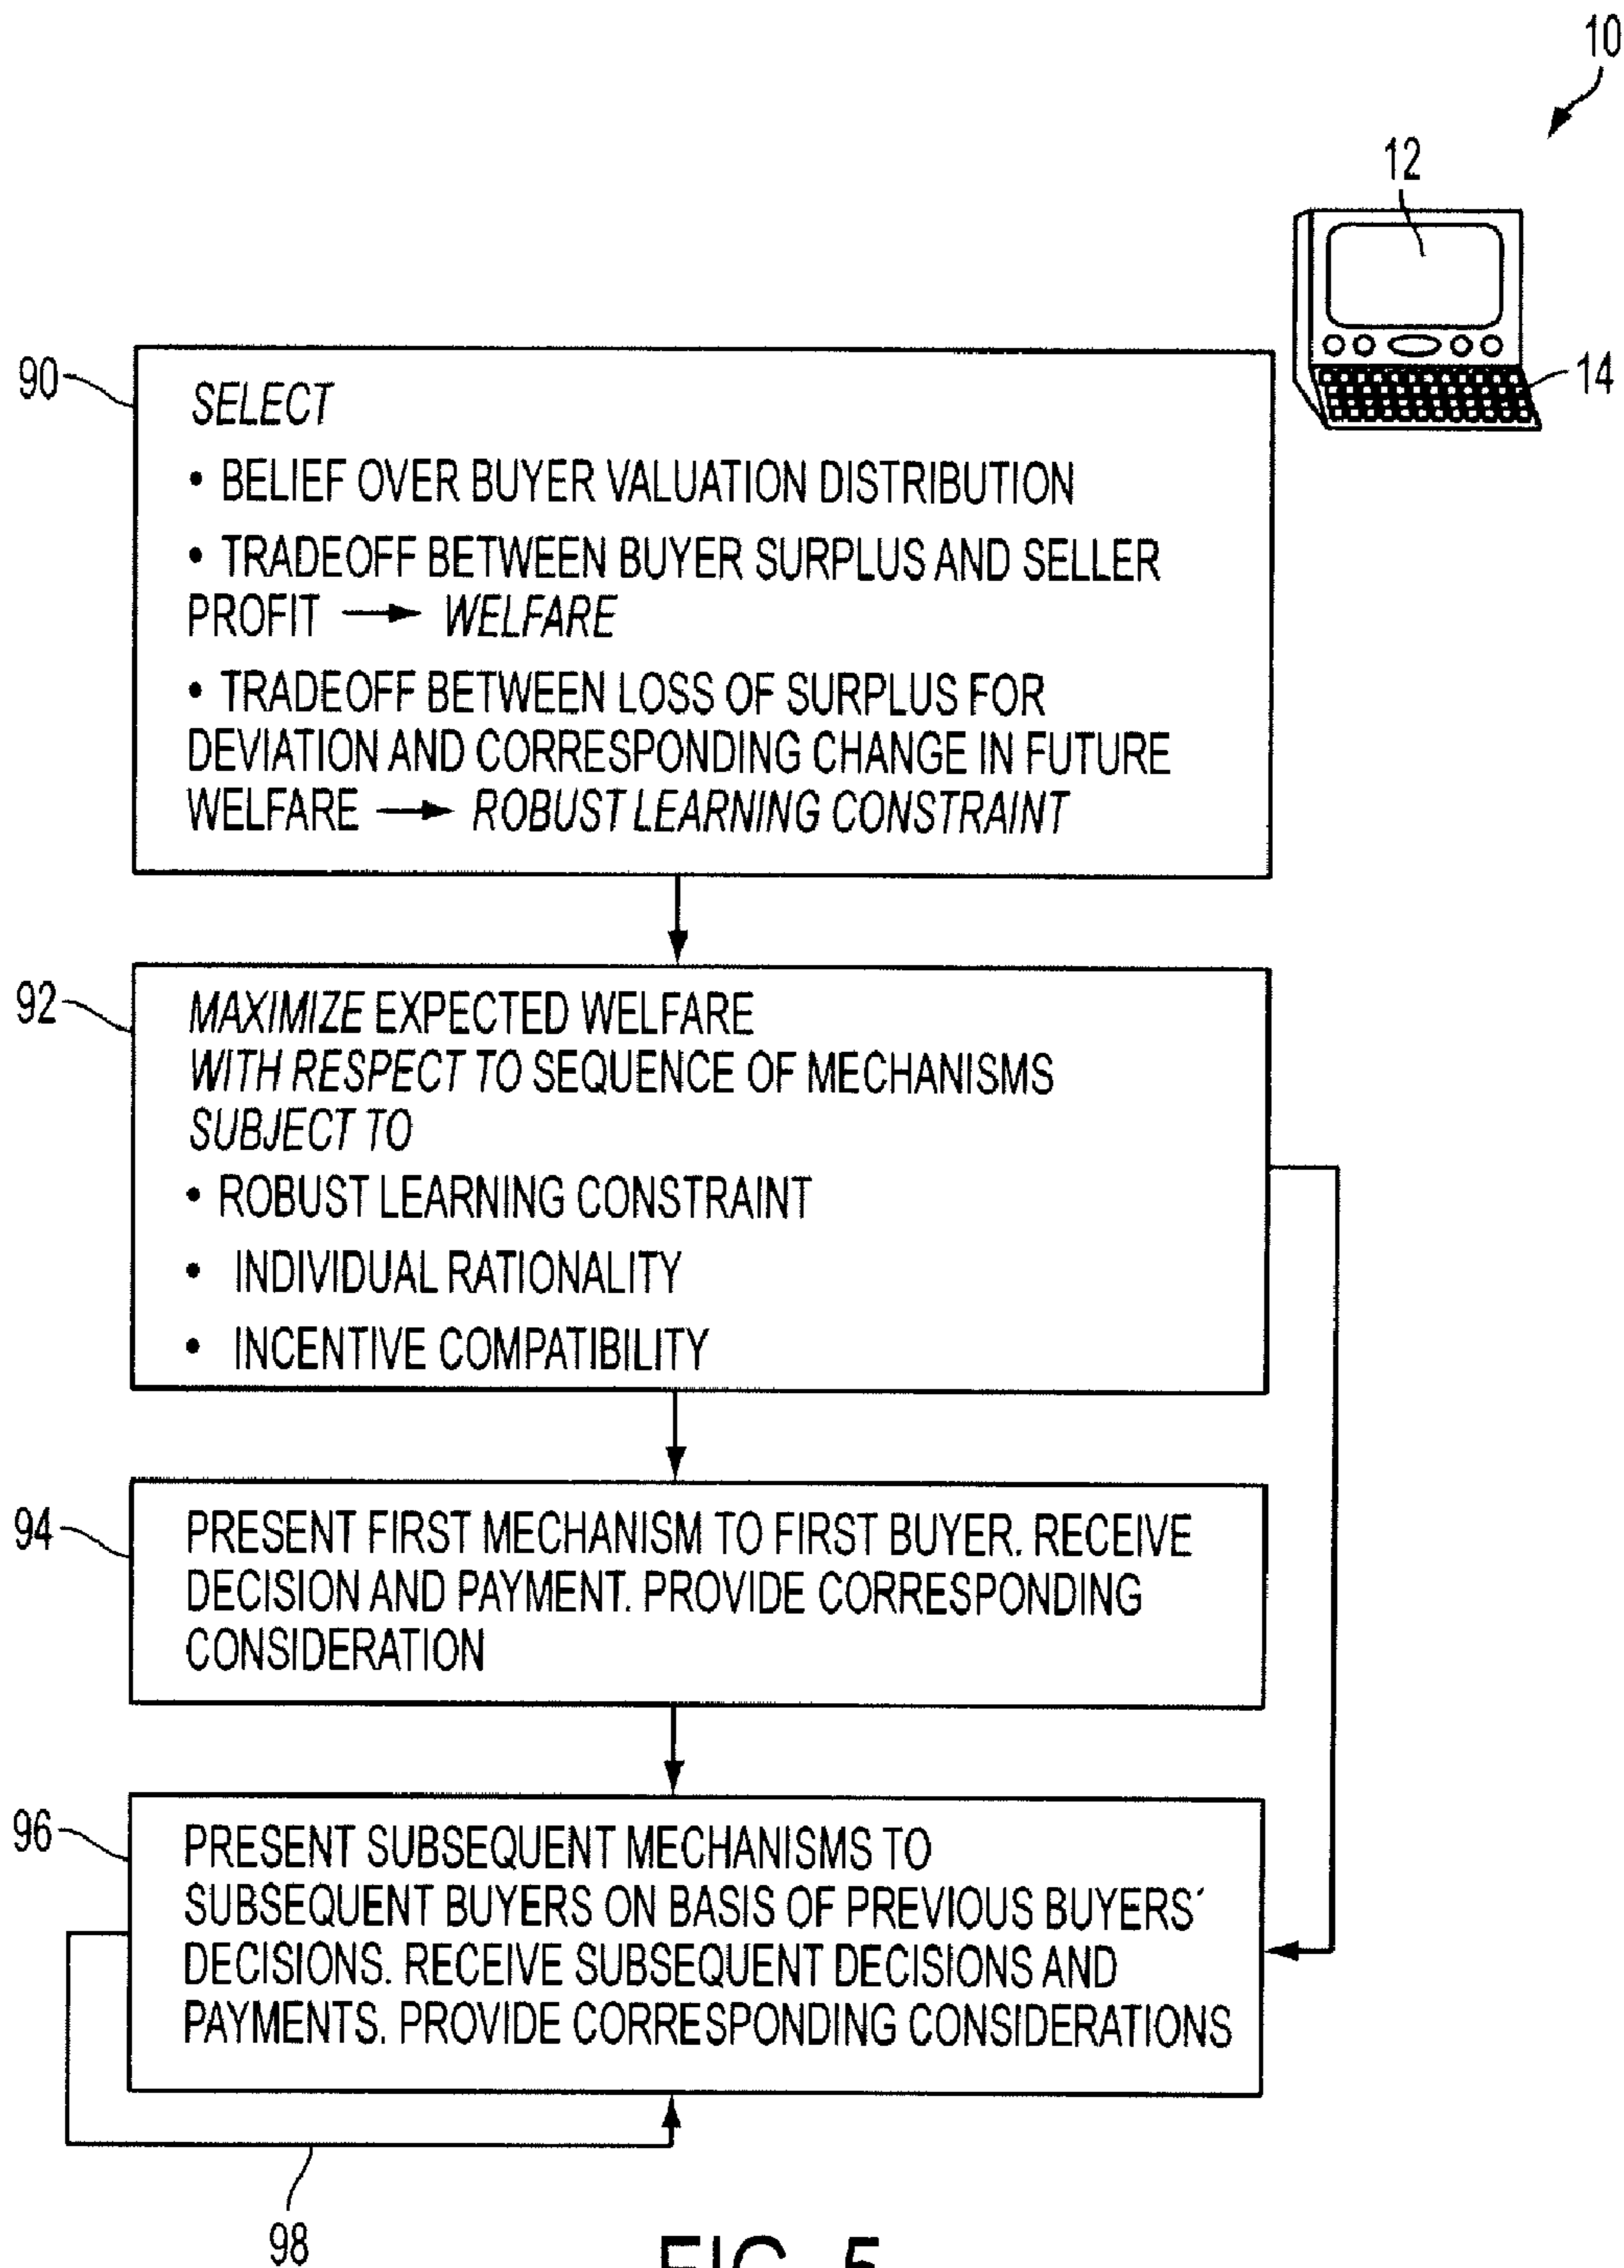 10
12
14
90
SELECT
• BELIEF OVER BUYER VALUATION DISTRIBUTION
• TRADEOFF BETWEEN BUYER SURPLUS AND SELLER
PROFIT → WELFARE
• TRADEOFF BETWEEN LOSS OF SURPLUS FOR
DEVIATION AND CORRESPONDING CHANGE IN FUTURE
WELFARE → ROBUST LEARNING CONSTRAINT
92
MAXIMIZE EXPECTED WELFARE
WITH RESPECT TO SEQUENCE OF MECHANISMS
SUBJECT TO
• ROBUST LEARNING CONSTRAINT
• INDIVIDUAL RATIONALITY
• INCENTIVE COMPATIBILITY
94
PRESENT FIRST MECHANISM TO FIRST BUYER. RECEIVE
DECISION AND PAYMENT. PROVIDE CORRESPONDING
CONSIDERATION
96
PRESENT SUBSEQUENT MECHANISMS TO
SUBSEQUENT BUYERS ON BASIS OF PREVIOUS BUYERS´
DECISIONS. RECEIVE SUBSEQUENT DECISIONS AND
PAYMENTS. PROVIDE CORRESPONDING CONSIDERATIONS
98
FIG. 5